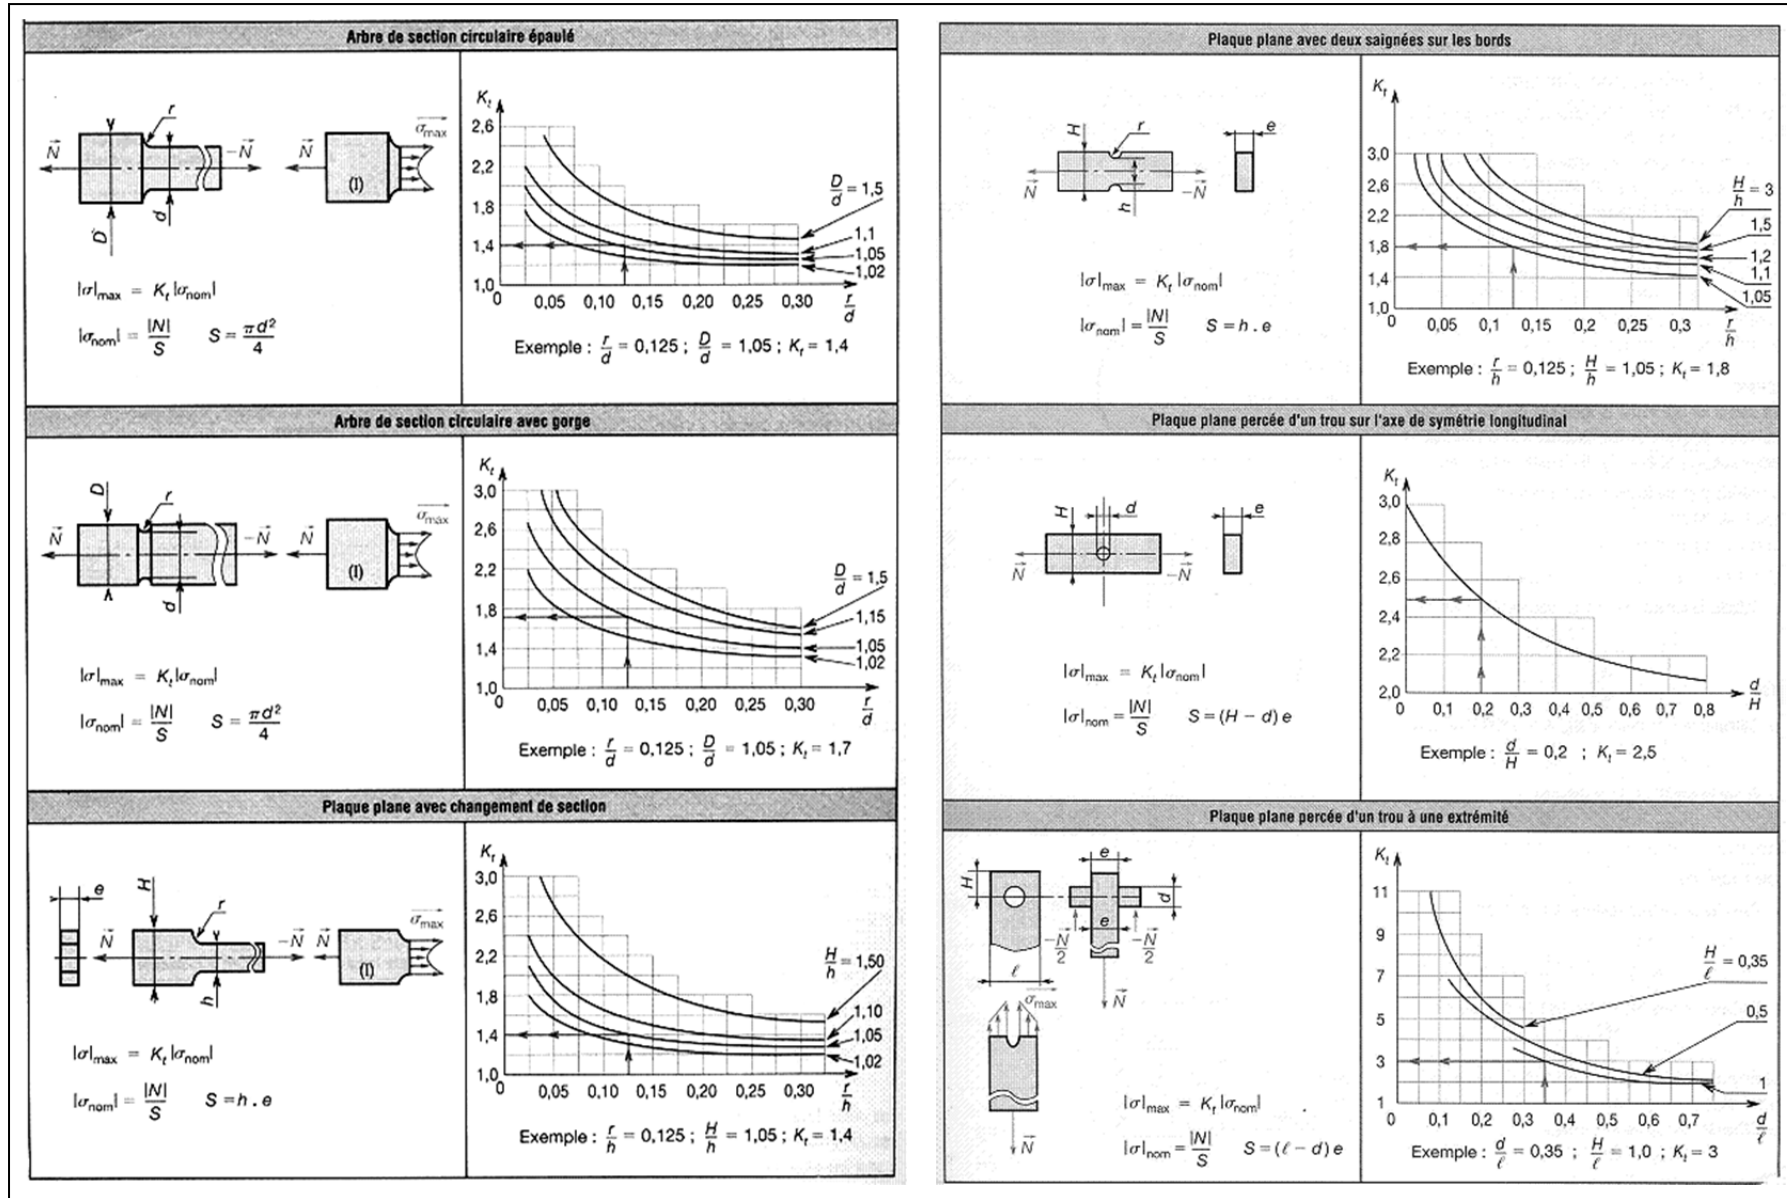 Arbre de section circulaire épaulé
r
N
-N
N
σmax
(I)
D
d
|σ|max = Kt |σnom|
|σnom| = |N| / S    S = πd² / 4
Kt
2,6
2,2
1,8
1,4
1,0
0 0,05 0,10 0,15 0,20 0,25 0,30 r/d
D/d = 1,5
1,1
1,05
1,02
Exemple : r/d = 0,125 ; D/d = 1,05 ; Kt = 1,4
Arbre de section circulaire avec gorge
D
r
N
-N
N
σmax
(I)
d
|σ|max = Kt |σnom|
|σnom| = |N| / S    S = πd² / 4
Kt
3,0
2,6
2,2
1,8
1,4
1,0
0 0,05 0,10 0,15 0,20 0,25 0,30 r/d
D/d = 1,5
1,15
1,05
1,02
Exemple : r/d = 0,125 ; D/d = 1,05 ; Kt = 1,7
Plaque plane avec changement de section
e
H
r
N
-N
N
σmax
(I)
h
|σ|max = Kt |σnom|
|σnom| = |N| / S    S = h . e
Kt
3,0
2,6
2,2
1,8
1,4
1,0
0 0,05 0,10 0,15 0,20 0,25 0,30 r/h
H/h = 1,50
1,10
1,05
1,02
Exemple : r/h = 0,125 ; H/h = 1,05 ; Kt = 1,4
Plaque plane avec deux saignées sur les bords
H
r
e
N
-N
h
|σ|max = Kt |σnom|
|σnom| = |N| / S    S = h . e
Kt
3,0
2,6
2,2
1,8
1,4
1,0
0 0,05 0,1 0,15 0,2 0,25 0,3 r/h
H/h = 3
1,5
1,2
1,1
1,05
Exemple : r/h = 0,125 ; H/h = 1,05 ; Kt = 1,8
Plaque plane percée d'un trou sur l'axe de symétrie longitudinal
H
d
e
N
-N
|σ|max = Kt |σnom|
|σ|nom = |N| / S    S = (H – d) e
Kt
3,0
2,8
2,6
2,4
2,2
2,0
0 0,1 0,2 0,3 0,4 0,5 0,6 0,7 0,8 d/H
Exemple : d/H = 0,2 ; Kt = 2,5
Plaque plane percée d'un trou à une extrémité
H
e
d
e
-N/2
-N/2
ℓ
N
σmax
N
|σ|max = Kt |σnom|
|σ|nom = |N| / S    S = (ℓ – d) e
Kt
11
9
7
5
3
1
0 0,1 0,2 0,3 0,4 0,5 0,6 0,7 d/ℓ
H/ℓ = 0,35
0,5
1
Exemple : d/ℓ = 0,35 ; H/ℓ = 1,0 ; Kt = 3